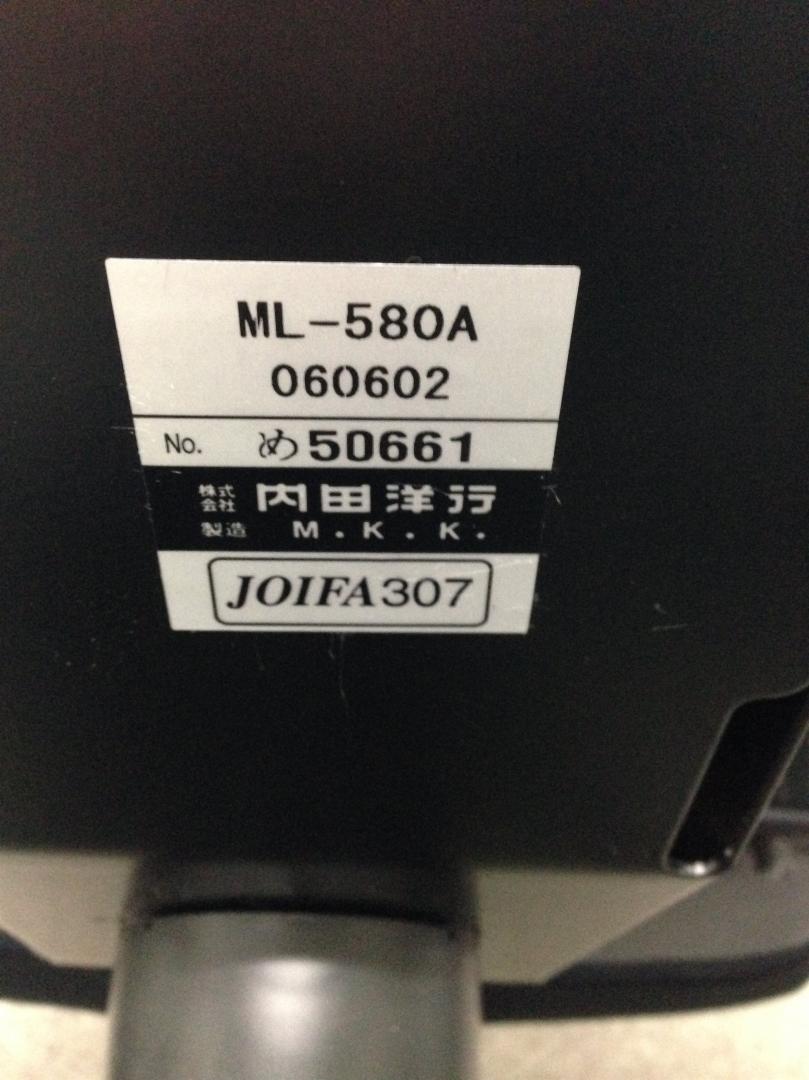 ML-580A
060602
No. め50661
株式会社 内田洋行
製造 M.K.K.
JOIFA307